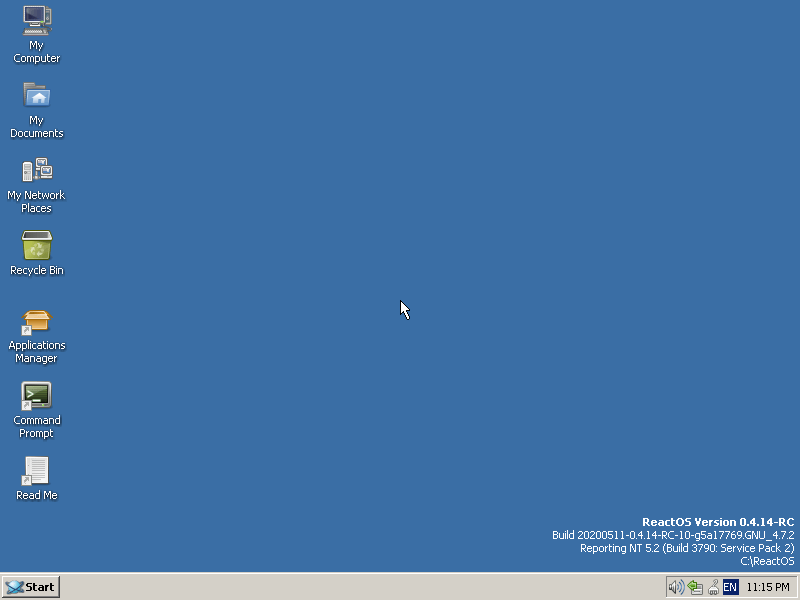 My
Computer
My
Documents
My Network
Places
Recycle Bin
Applications
Manager
Command
Prompt
Read Me
ReactOS Version 0.4.14-RC
Build 20200511-0.4.14-RC-10-g5a17769.GNU_4.7.2
Reporting NT 5.2 (Build 3790: Service Pack 2)
C:\ReactOS
Start
EN
11:15 PM